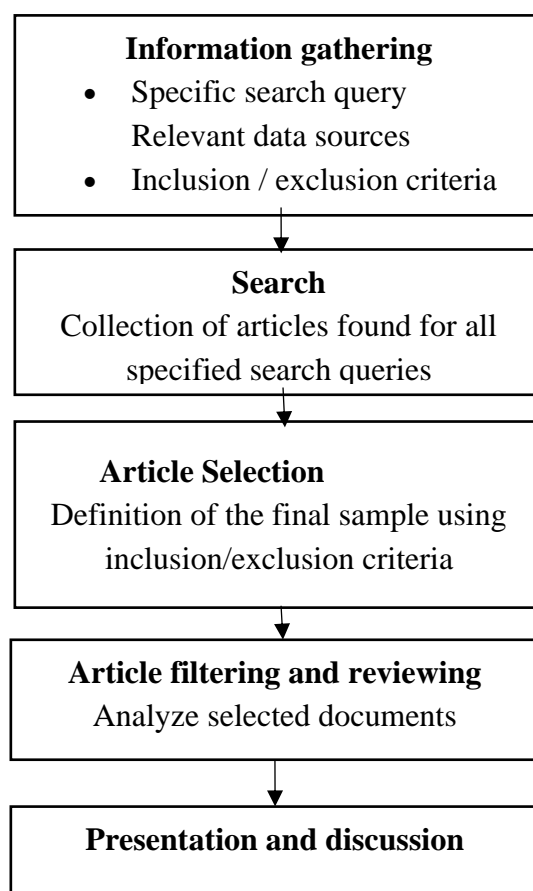 Information gathering
• Specific search query
Relevant data sources
• Inclusion / exclusion criteria
Search
Collection of articles found for all
specified search queries
Article Selection
Definition of the final sample using
inclusion/exclusion criteria
Article filtering and reviewing
Analyze selected documents
Presentation and discussion